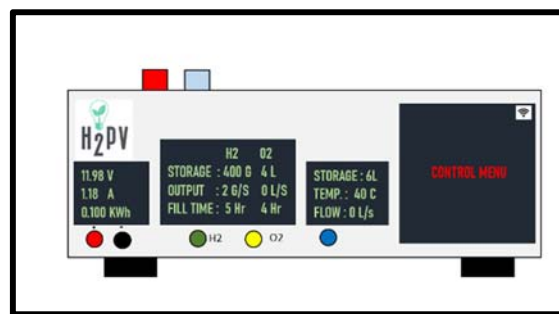 H2PV
11.98 V
1.18 A
0.100 KWh
H2 O2
STORAGE : 400 G 4 L
OUTPUT : 2 G/S 0 L/S
FILL TIME : 5 Hr 4 Hr
H2 O2
STORAGE : 6L
TEMP. : 40 C
FLOW : 0 L/s
CONTROL MENU